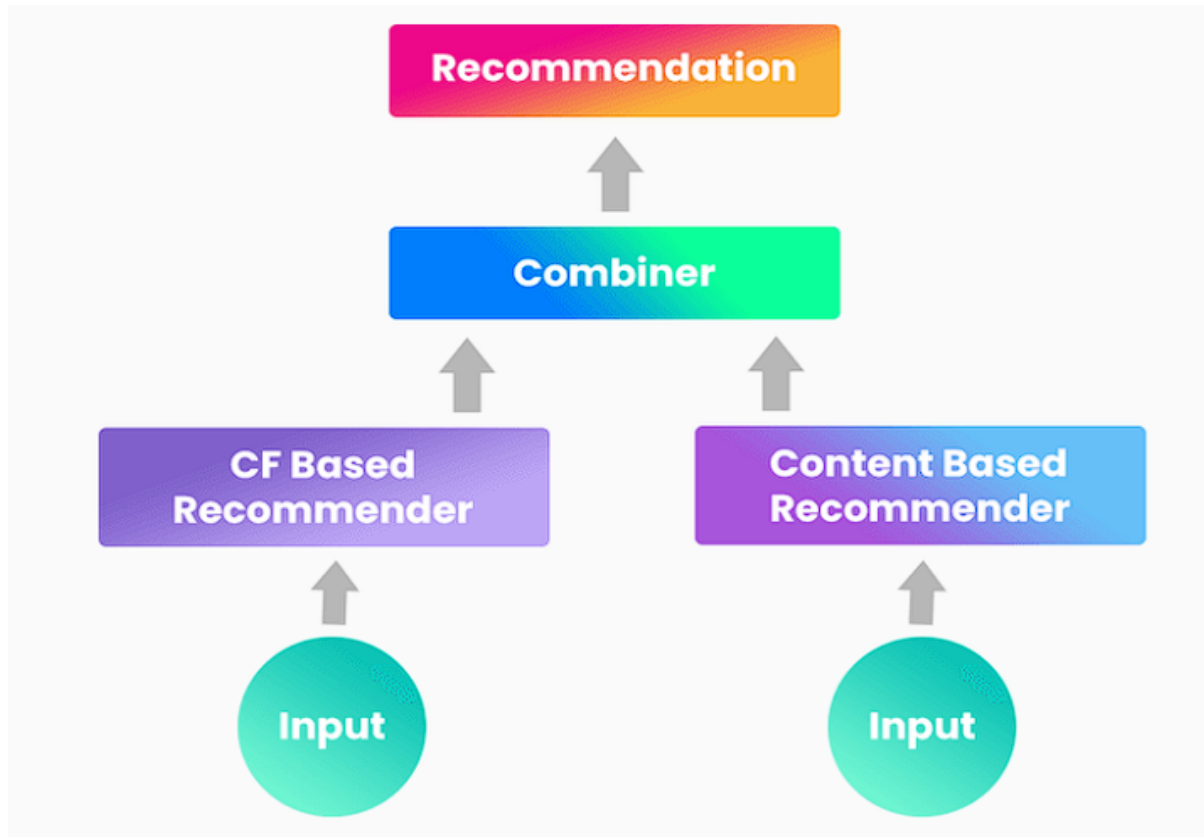 Recommendation
Combiner
CF Based
Recommender
Content Based
Recommender
Input
Input